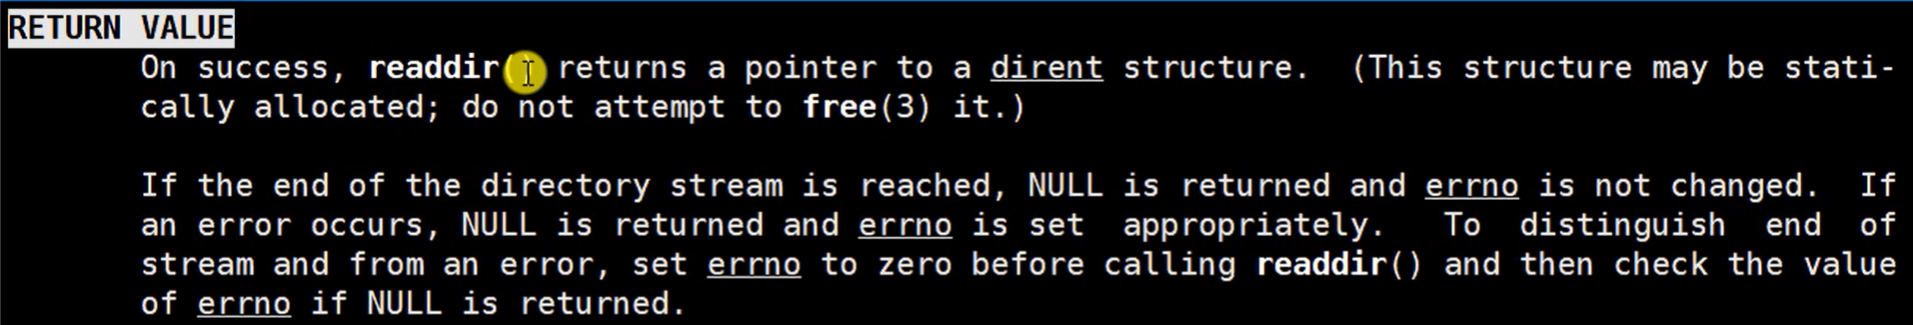 RETURN VALUE
On success, readdir() returns a pointer to a dirent structure. (This structure may be stati-
cally allocated; do not attempt to free(3) it.)
If the end of the directory stream is reached, NULL is returned and errno is not changed. If
an error occurs, NULL is returned and errno is set appropriately. To distinguish end of
stream and from an error, set errno to zero before calling readdir() and then check the value
of errno if NULL is returned.